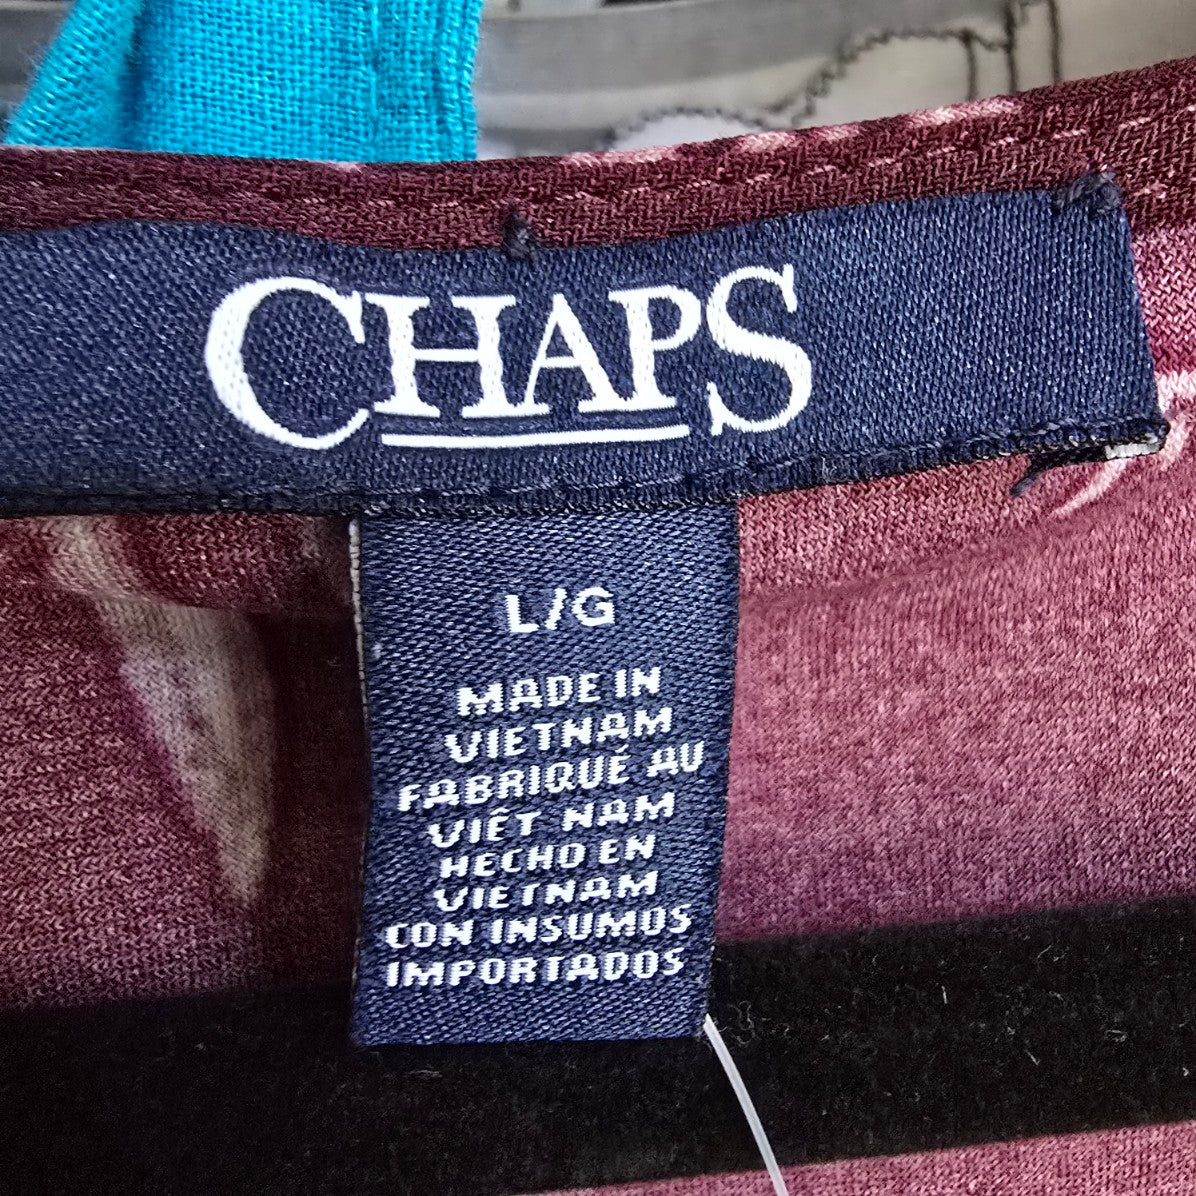 CHAPS
L/G
MADE IN
VIETNAM
FABRIQUÉ AU
VIÊT NAM
HECHO EN
VIETNAM
CON INSUMOS
IMPORTADOS